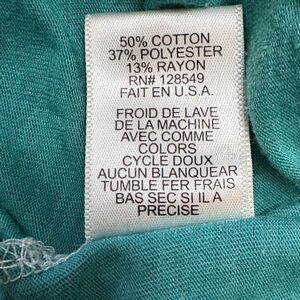 50% COTTON
37% POLYESTER
13% RAYON
RN# 128549
FAIT EN U.S.A.
FROID DE LAVE
DE LA MACHINE
AVEC COMME
COLORS
CYCLE DOUX
AUCUN BLANQUEAR
TUMBLE FER FRAIS
BAS SEC SI IL A
PRECISE